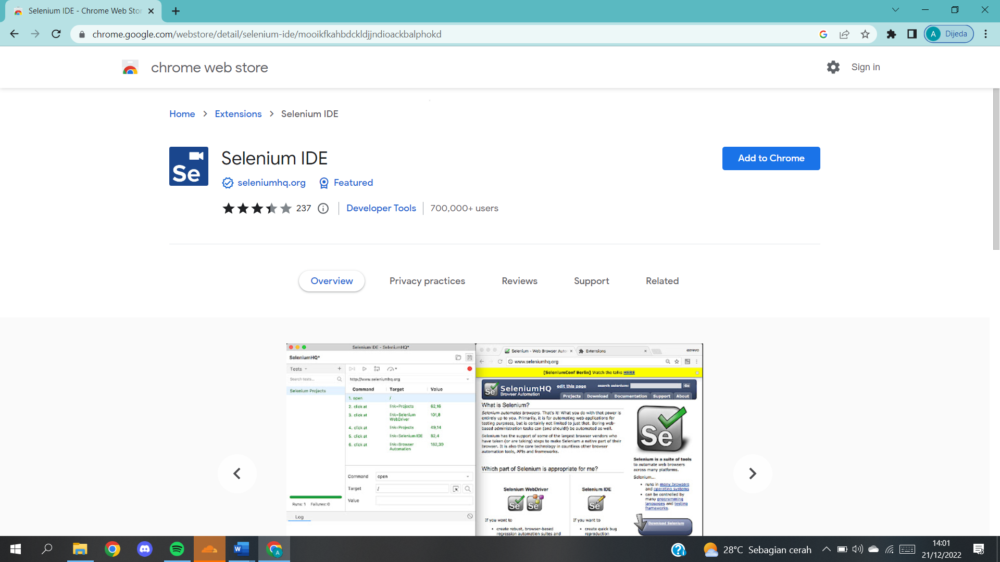 Selenium IDE - Chrome Web Stor
chrome.google.com/webstore/detail/selenium-ide/mooikfkahbdckldjjndioackbalphokd
A Dijeda
chrome web store
Sign in
Home > Extensions > Selenium IDE
Se
Selenium IDE
Add to Chrome
seleniumhq.org Featured
237 Developer Tools 700,000+ users
Overview Privacy practices Reviews Support Related
Selenium IDE - SeleniumHQ*
SeleniumHQ*
Tests
Search tests...
Selenium Projects
http://www.seleniumhq.org
Command Target Value
1. open /
2. click at link=Projects 62,16
3. click at link=Selenium WebDriver 101,8
4. click at link=Projects 49,14
5. click at link=Selenium IDE 82,4
6. click at link=Browser Automation 182,30
Command open
Target /
Value
Runs: 1 Failures: 0
Log
Selenium - Web Browser Auto
Extensions
www.seleniumhq.org
[SeleniumConf Berlin] Watch the talks HERE
Se SeleniumHQ
Browser Automation
edit this page
search selenium: Go
Projects Download Documentation Support About
What is Selenium?
Selenium automates browsers. That's it! What you do with that power is
entirely up to you. Primarily, it is for automating web applications for
testing purposes, but is certainly not limited to just that. Boring web-
based administration tasks can (and should!) be automated as well.
Selenium has the support of some of the largest browser vendors who
have taken (or are taking) steps to make Selenium a native part of their
browser. It is also the core technology in countless other browser
automation tools, APIs and frameworks.
Which part of Selenium is appropriate for me?
Selenium WebDriver
Se Se
If you want to
• create robust, browser-based
regression automation suites and
Selenium IDE
Se
If you want to
• create quick bug
reproduction
Se
Selenium is a suite of tools
to automate web browsers
across many platforms.
Selenium...
• runs in many browsers
and operating systems
• can be controlled by
many programming
languages and testing
frameworks.
Download Selenium
28°C Sebagian cerah
14:01
21/12/2022